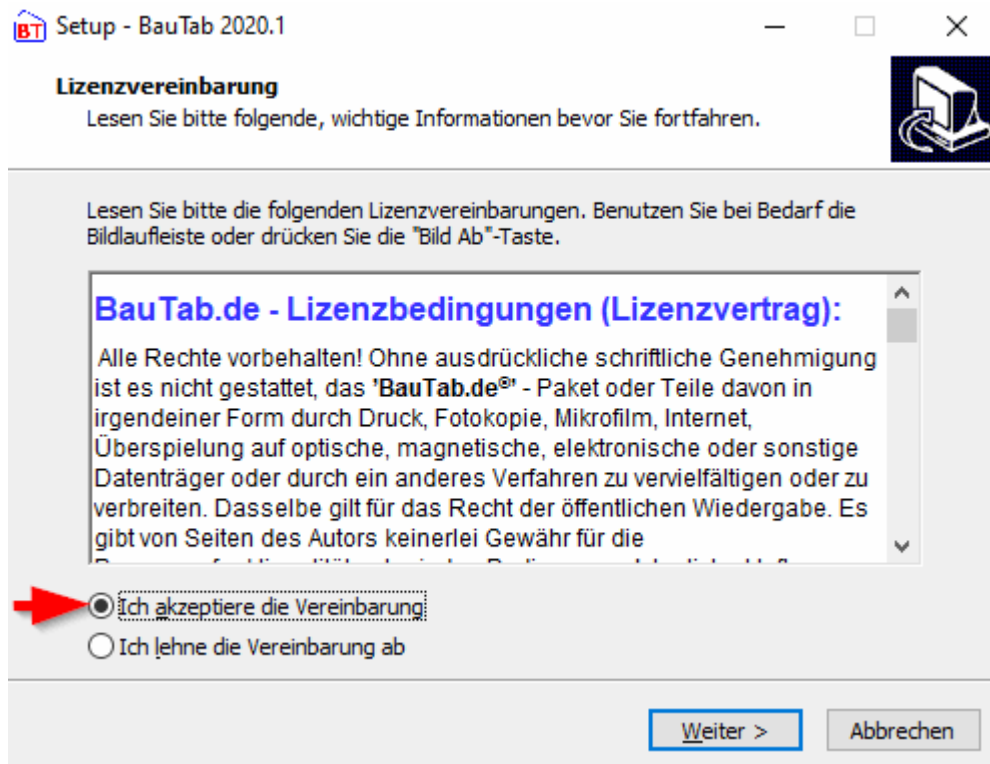 BT Setup - BauTab 2020.1
Lizenzvereinbarung
Lesen Sie bitte folgende, wichtige Informationen bevor Sie fortfahren.
Lesen Sie bitte die folgenden Lizenzvereinbarungen. Benutzen Sie bei Bedarf die
Bildlaufleiste oder drücken Sie die "Bild Ab"-Taste.
BauTab.de - Lizenzbedingungen (Lizenzvertrag):
Alle Rechte vorbehalten! Ohne ausdrückliche schriftliche Genehmigung
ist es nicht gestattet, das 'BauTab.de®' - Paket oder Teile davon in
irgendeiner Form durch Druck, Fotokopie, Mikrofilm, Internet,
Überspielung auf optische, magnetische, elektronische oder sonstige
Datenträger oder durch ein anderes Verfahren zu vervielfältigen oder zu
verbreiten. Dasselbe gilt für das Recht der öffentlichen Wiedergabe. Es
gibt von Seiten des Autors keinerlei Gewähr für die
Ich akzeptiere die Vereinbarung
Ich lehne die Vereinbarung ab
Weiter >
Abbrechen